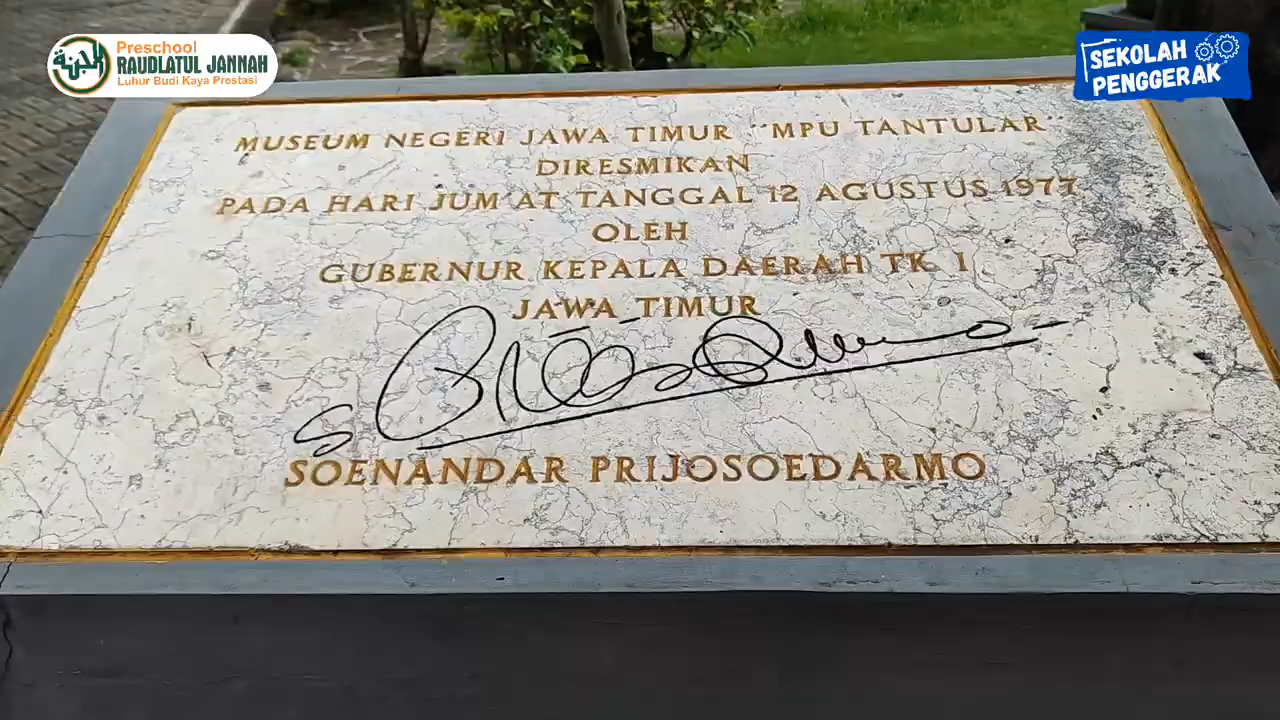 Preschool
RAUDLATUL JANNAH
Luhur Budi Kaya Prestasi
SEKOLAH
PENGGERAK
MUSEUM NEGERI JAWA TIMUR "MPU TANTULAR"
DIRESMIKAN
PADA HARI JUM'AT TANGGAL 12 AGUSTUS 1977
OLEH
GUBERNUR KEPALA DAERAH TK. I
JAWA TIMUR
SOENANDAR PRIJOSOEDARMO